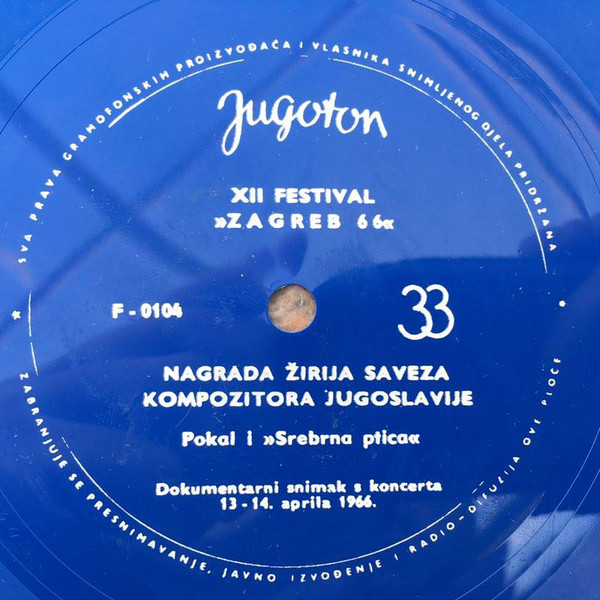 SVA PRAVA GRAMOFONSKIH PROIZVOĐAČA I VLASNIKA SNIMLJENOG DJELA PRIDRŽANA
Jugoton
XII FESTIVAL
»ZAGREB 66«
F - 0104
33
NAGRADA ŽIRIJA SAVEZA
KOMPOZITORA JUGOSLAVIJE
Pokal i »Srebrna ptica«
Dokumentarni snimak s koncerta
13 - 14. aprila 1966.
ZABRANJUJE SE PRESNIMAVANJE, JAVNO IZVOĐENJE I RADIO-DIFUZIJA OVE PLOČE